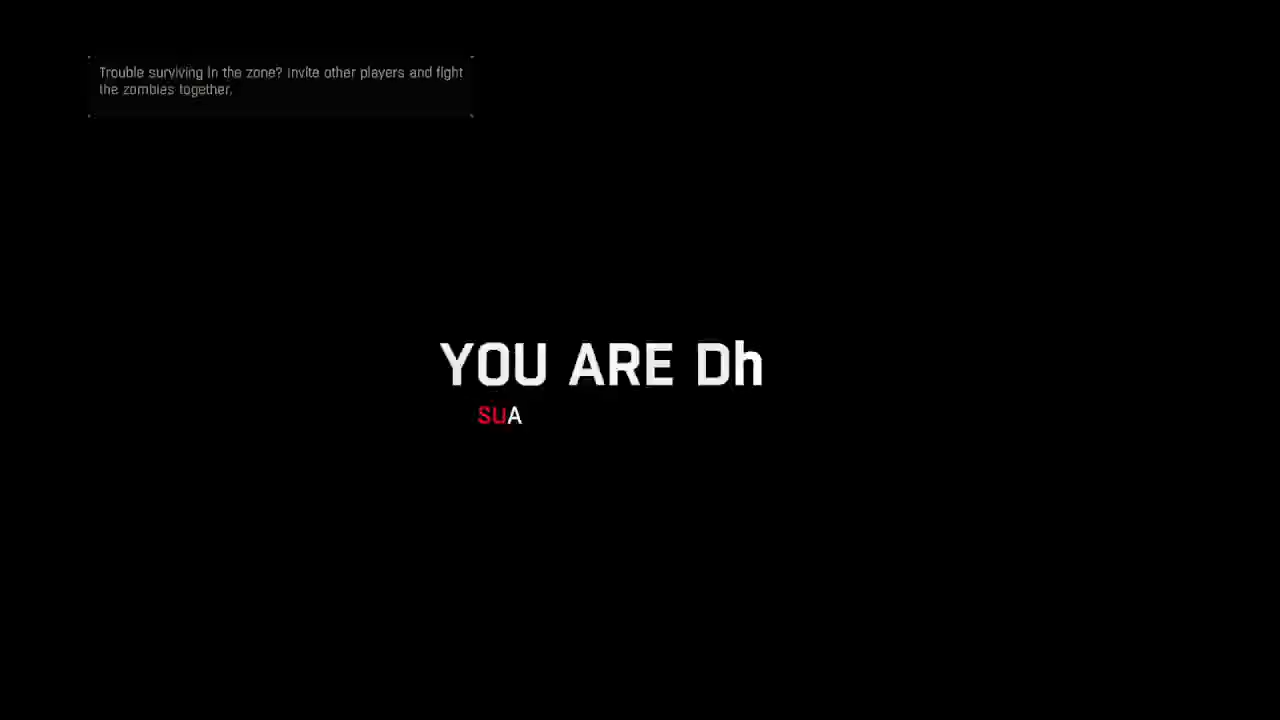 Trouble surviving in the zone? Invite other players and fight
the zombies together.
YOU ARE Dh
SUA